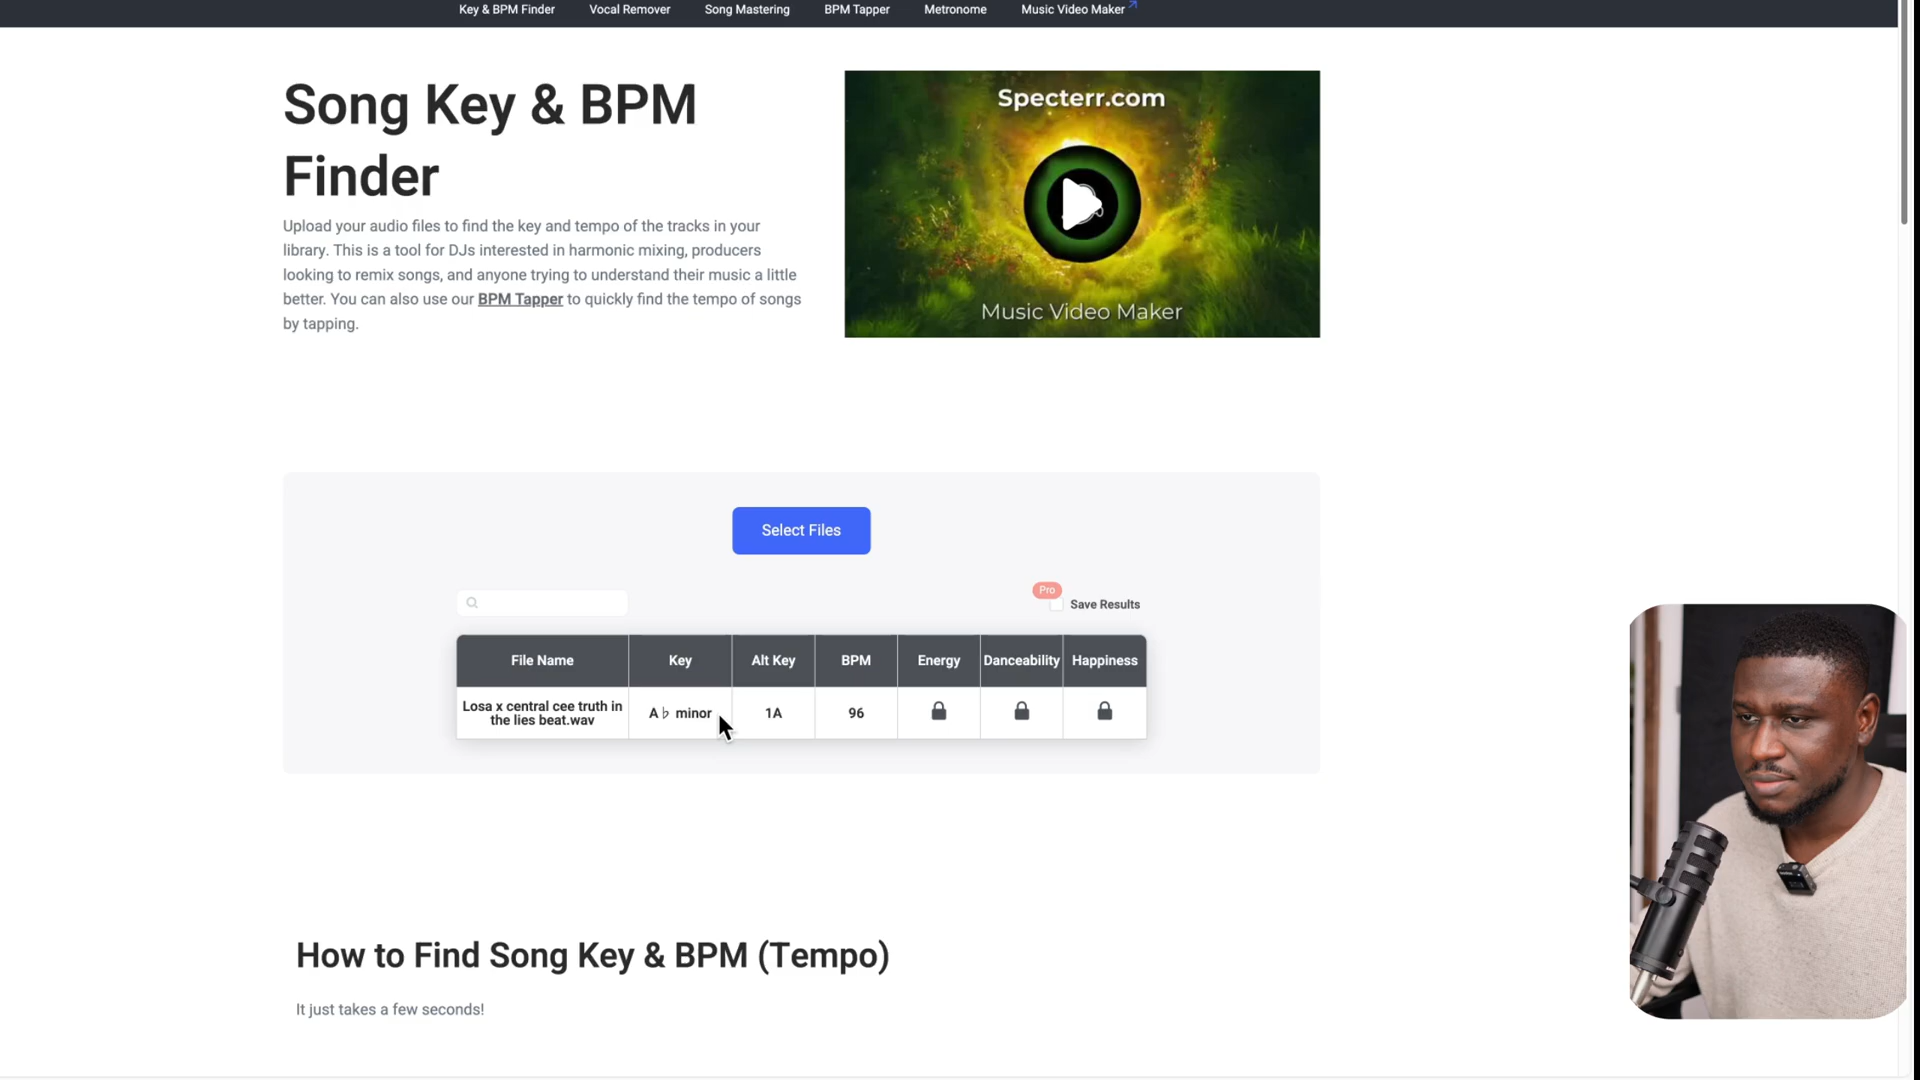 Key & BPM Finder
Vocal Remover
Song Mastering
BPM Tapper
Metronome
Music Video Maker
Song Key & BPM
Finder
Upload your audio files to find the key and tempo of the tracks in your
library. This is a tool for DJs interested in harmonic mixing, producers
looking to remix songs, and anyone trying to understand their music a little
better. You can also use our BPM Tapper to quickly find the tempo of songs
by tapping.
Specterr.com
Music Video Maker
Select Files
Pro
Save Results
File Name
Key
Alt Key
BPM
Energy
Danceability
Happiness
Losa x central cee truth in
the lies beat.wav
A♭ minor
1A
96
How to Find Song Key & BPM (Tempo)
It just takes a few seconds!